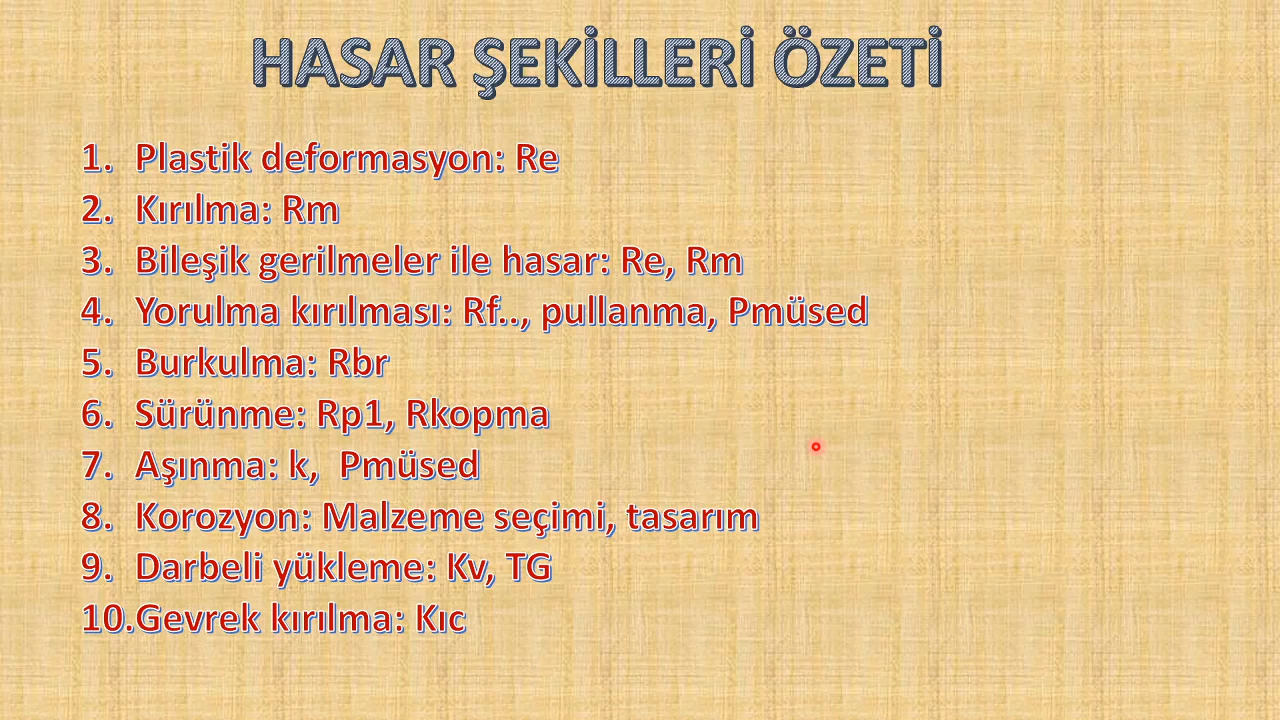 HASAR ŞEKİLLERİ ÖZETİ
1. Plastik deformasyon: Re
2. Kırılma: Rm
3. Bileşik gerilmeler ile hasar: Re, Rm
4. Yorulma kırılması: Rf.., pullanma, Pmüsed
5. Burkulma: Rbr
6. Sürünme: Rp1, Rkopma
7. Aşınma: k, Pmüsed
8. Korozyon: Malzeme seçimi, tasarım
9. Darbeli yükleme: Kv, TG
10.Gevrek kırılma: Kıc